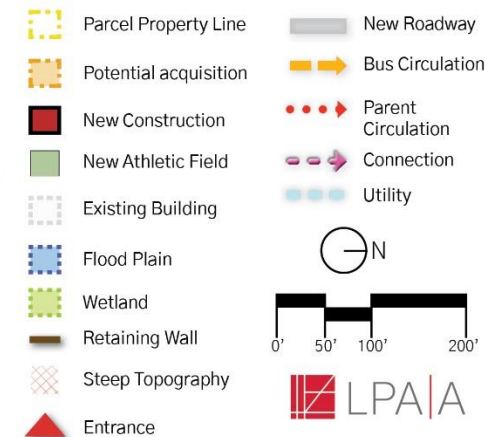 Parcel Property Line
Potential acquisition
New Construction
New Athletic Field
Existing Building
Flood Plain
Wetland
Retaining Wall
Steep Topography
Entrance
New Roadway
Bus Circulation
Parent
Circulation
Connection
Utility
N
0' 50' 100' 200'
LPA|A